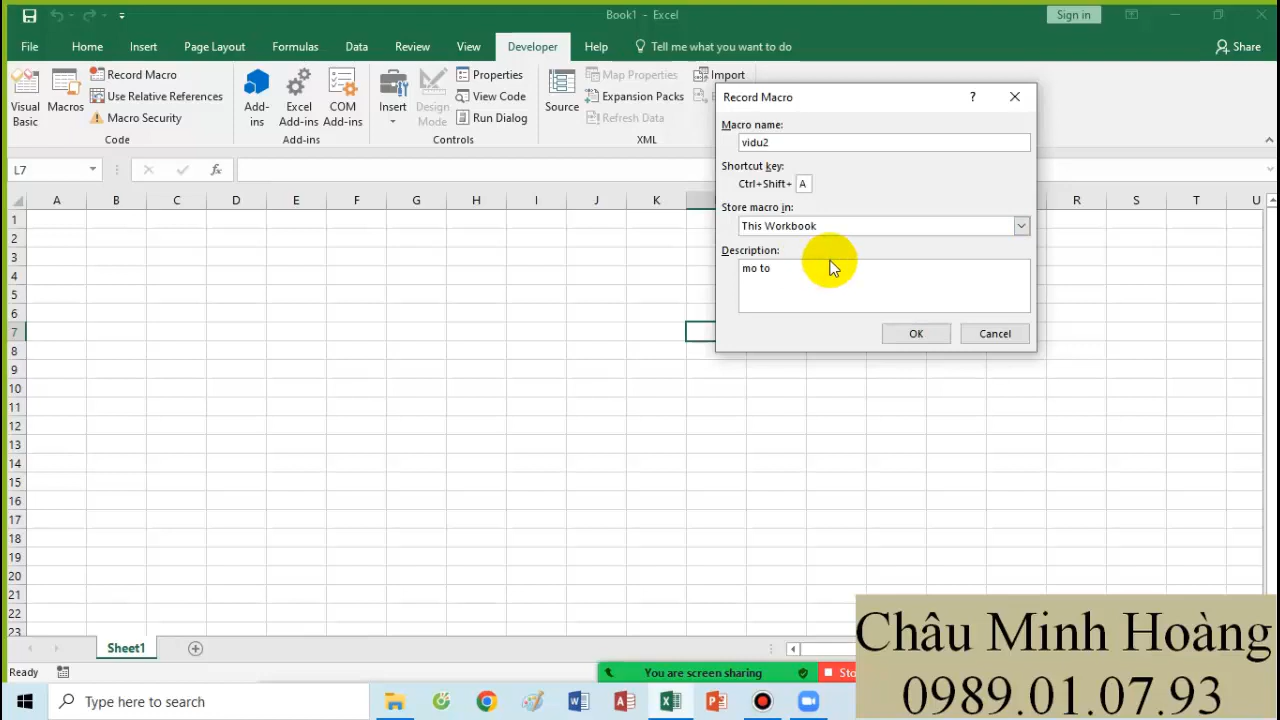 Book1 - Excel
Sign in
File Home Insert Page Layout Formulas Data Review View Developer Help Tell me what you want to do Share
Visual Basic
Macros
Record Macro
Use Relative References
Macro Security
Code
Add-ins
Excel Add-ins
COM Add-ins
Add-ins
Insert
Design Mode
Properties
View Code
Run Dialog
Controls
Source
Map Properties
Expansion Packs
Refresh Data
Import
XML
L7
fx
Record Macro ?
Macro name:
vidu2
Shortcut key:
Ctrl+Shift+ A
Store macro in:
This Workbook
Description:
mo to
OK Cancel
A B C D E F G H I J K R S T U
1
2
3
4
5
6
7
8
9
10
11
12
13
14
15
16
17
18
19
20
21
22
23
Sheet1
Ready
You are screen sharing
Sto
Type here to search
Châu Minh Hoàng
0989.01.07.93